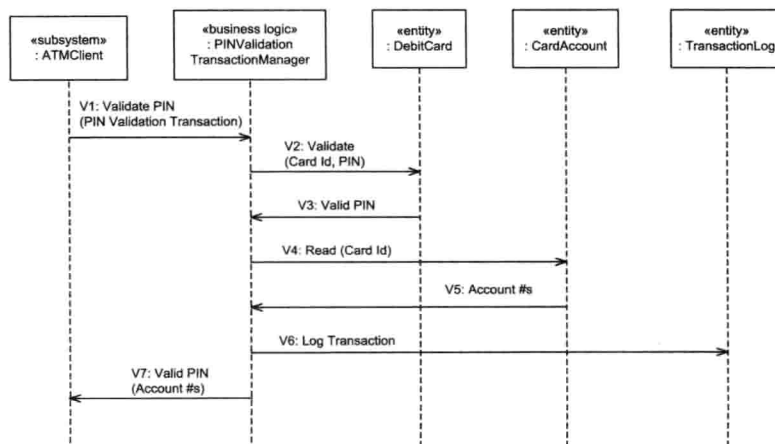 «subsystem»
: ATMClient
«business logic»
: PINValidation
TransactionManager
«entity»
: DebitCard
«entity»
: CardAccount
«entity»
: TransactionLog
V1: Validate PIN
(PIN Validation Transaction)
V2: Validate
(Card Id, PIN)
V3: Valid PIN
V4: Read (Card Id)
V5: Account #s
V6: Log Transaction
V7: Valid PIN
(Account #s)